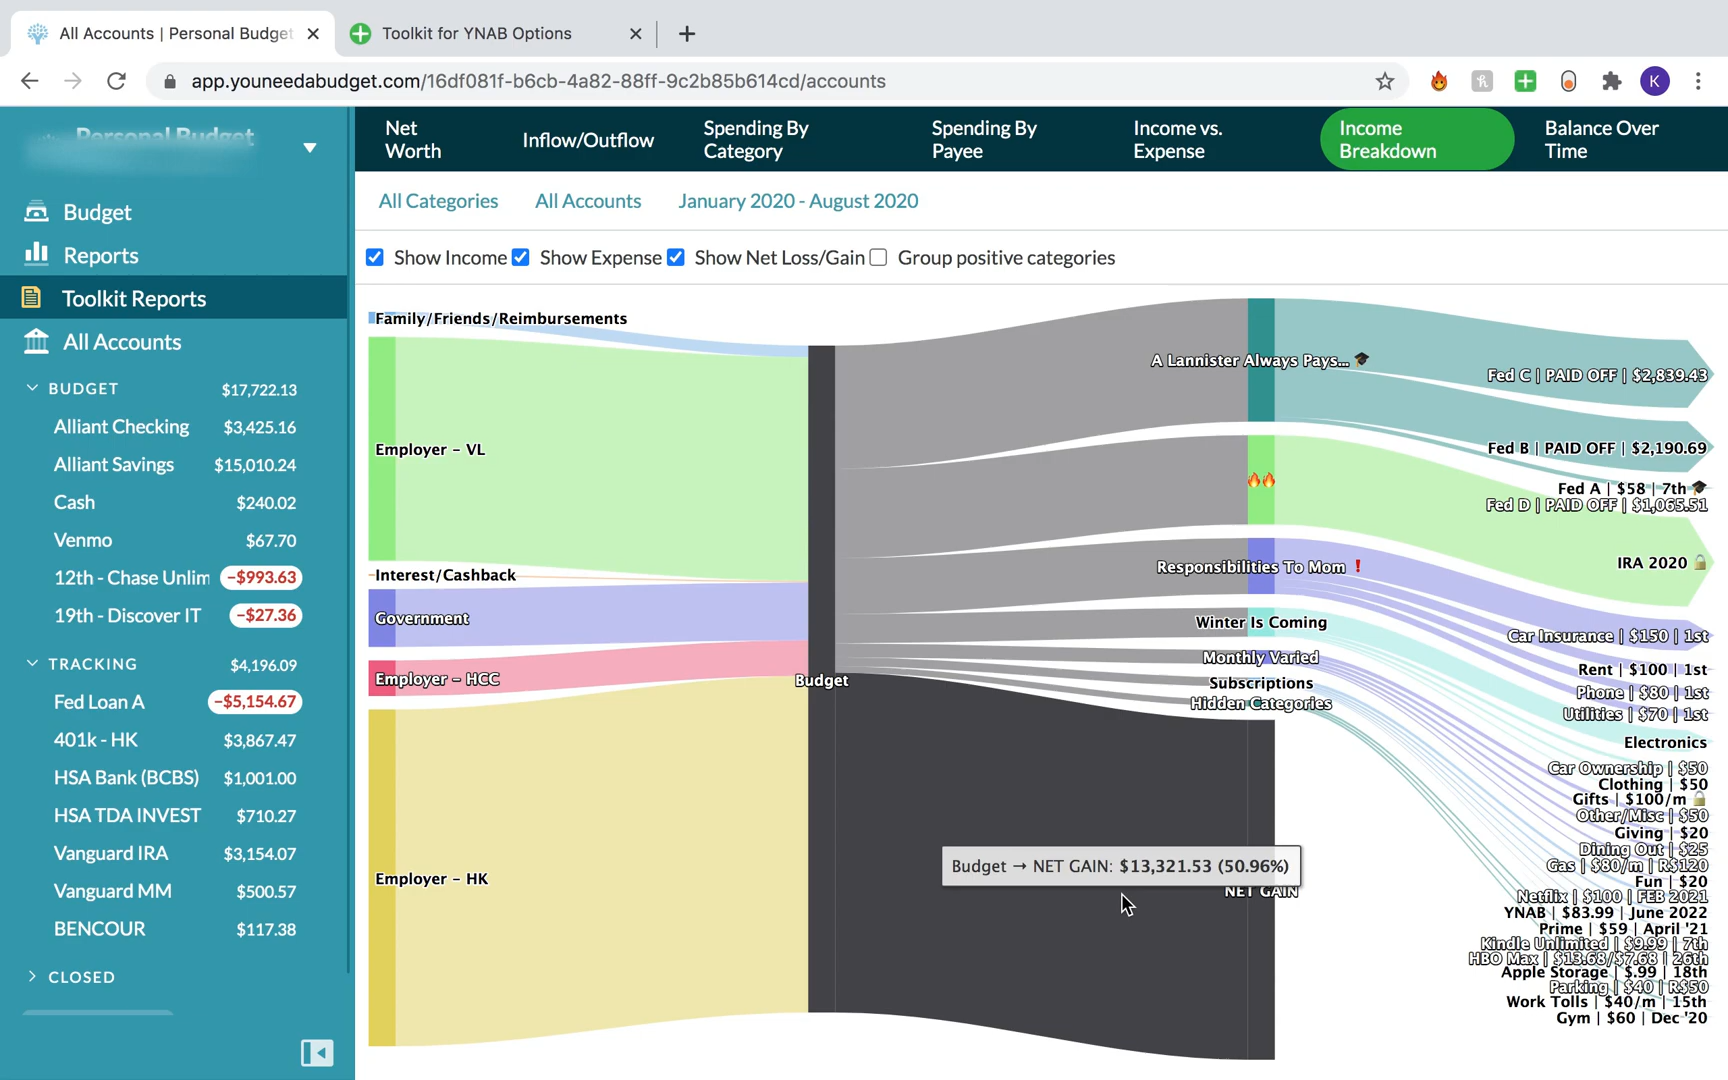 All Accounts | Personal Budget
Toolkit for YNAB Options
app.youneedabudget.com/16df081f-b6cb-4a82-88ff-9c2b85b614cd/accounts
K
Personal Budget
Budget
Reports
Toolkit Reports
All Accounts
BUDGET $17,722.13
Alliant Checking $3,425.16
Alliant Savings $15,010.24
Cash $240.02
Venmo $67.70
12th - Chase Unlim -$993.63
19th - Discover IT -$27.36
TRACKING $4,196.09
Fed Loan A -$5,154.67
401k - HK $3,867.47
HSA Bank (BCBS) $1,001.00
HSA TDA INVEST $710.27
Vanguard IRA $3,154.07
Vanguard MM $500.57
BENCOUR $117.38
CLOSED
Net Worth
Inflow/Outflow
Spending By Category
Spending By Payee
Income vs. Expense
Income Breakdown
Balance Over Time
All Categories All Accounts January 2020 - August 2020
Show Income Show Expense Show Net Loss/Gain Group positive categories
Family/Friends/Reimbursements
Employer - VL
Interest/Cashback
Government
Employer - HCC
Employer - HK
Budget
A Lannister Always Pays... 🎓
🔥🔥
Responsibilities To Mom ❗
Winter Is Coming
Monthly Varied
Subscriptions
Hidden Categories
Budget → NET GAIN: $13,321.53 (50.96%)
NET GAIN
Fed C | PAID OFF | $2,839.43
Fed B | PAID OFF | $2,190.69
Fed A | $58 | 7th 🎓
Fed D | PAID OFF | $1,065.51
IRA 2020 🔒
Car Insurance | $150 | 1st
Rent | $100 | 1st
Phone | $80 | 1st
Utilities | $70 | 1st
Electronics
Car Ownership | $50
Clothing | $50
Gifts | $100/m 🔒
Other/Misc | $50
Giving | $20
Dining Out | $25
Gas | $80/m | R$120
Fun | $20
Netflix | $100 | FEB 2021
YNAB | $83.99 | June 2022
Prime | $59 | April '21
Kindle Unlimited | $9.99 | 7th
HBO Max | $13.68/$7.68 | 26th
Apple Storage | $.99 | 18th
Parking | $40 | R$50
Work Tolls | $40/m | 15th
Gym | $60 | Dec '20